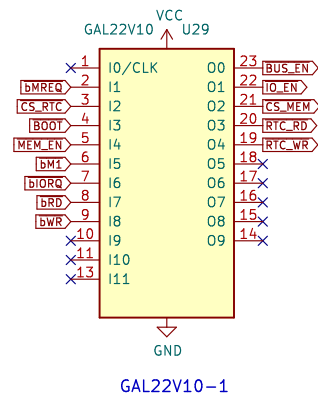 VCC
GAL22V10 U29
1 I0/CLK O0 23 BUS_EN
bMREQ 2 I1 O1 22 IO_EN
CS_RTC 3 I2 O2 21 CS_MEM
BOOT 4 I3 O3 20 RTC_RD
MEM_EN 5 I4 O4 19 RTC_WR
bM1 6 I5 O5 18
bIORQ 7 I6 O6 17
bRD 8 I7 O7 16
bWR 9 I8 O8 15
10 I9 O9 14
11 I10
13 I11
GND
GAL22V10-1